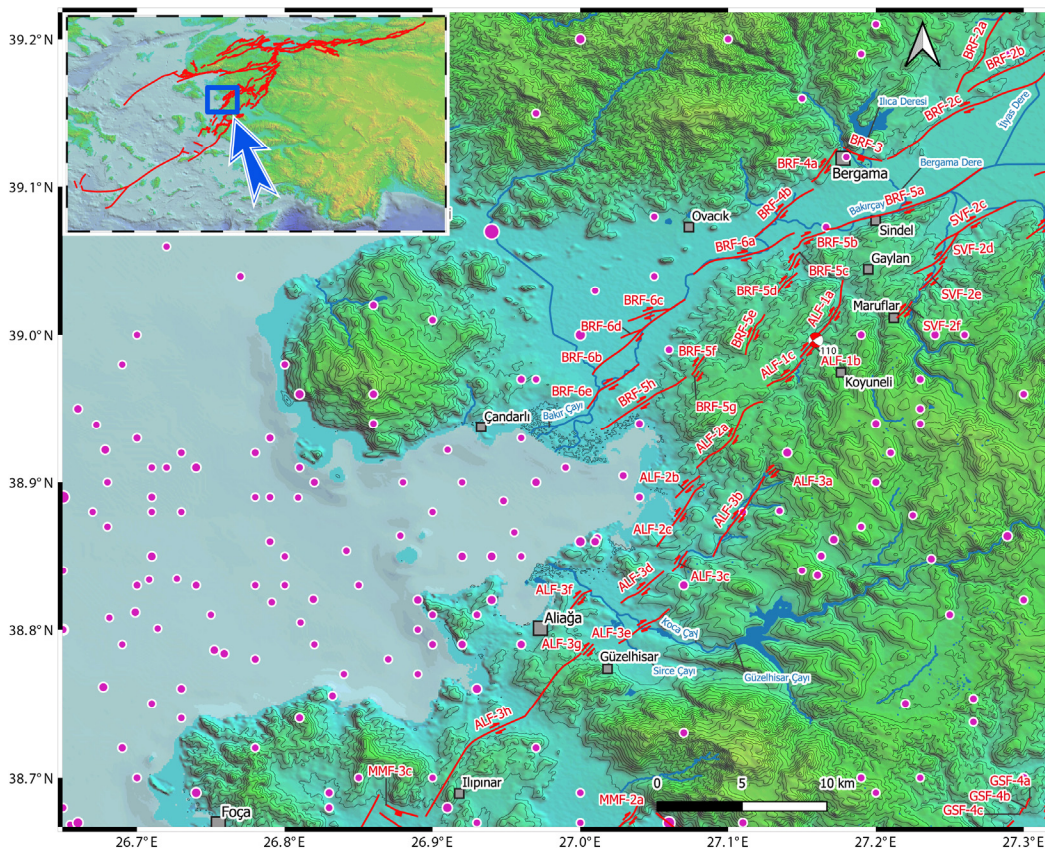 39.2°N
39.1°N
39.0°N
38.9°N
38.8°N
38.7°N
BRF-2a
BRF-2b
BRF-2c
İlyas Dere
Ilıca Deresi
BRF-3
BRF-4a
Bergama
Bergama Dere
BRF-4b
BRF-5a
Bakırçay
Ovacık
Sindel
SVF-2c
BRF-6a
BRF-5b
SVF-2d
Gaylan
BRF-5c
BRF-5d
SVF-2e
BRF-6c
ALF-1a
Maruflar
BRF-6d
BRF-5e
SVF-2f
110
BRF-6b
BRF-5f
ALF-1c
ALF-1b
Koyuneli
BRF-6e
BRF-5h
Bakır Çayı
BRF-5g
Çandarlı
ALF-2a
ALF-2b
ALF-3a
ALF-3b
ALF-2c
ALF-3d
ALF-3c
ALF-3f
Aliağa
ALF-3e
Koca Çay
ALF-3g
Güzelhisar
Sirce Çayı
Güzelhisar Çayı
ALF-3h
MMF-3c
Ilıpınar
0 5 10 km
MMF-2a
GSF-4a
GSF-4b
GSF-4c
Foça
26.7°E 26.8°E 26.9°E 27.0°E 27.1°E 27.2°E 27.3°E